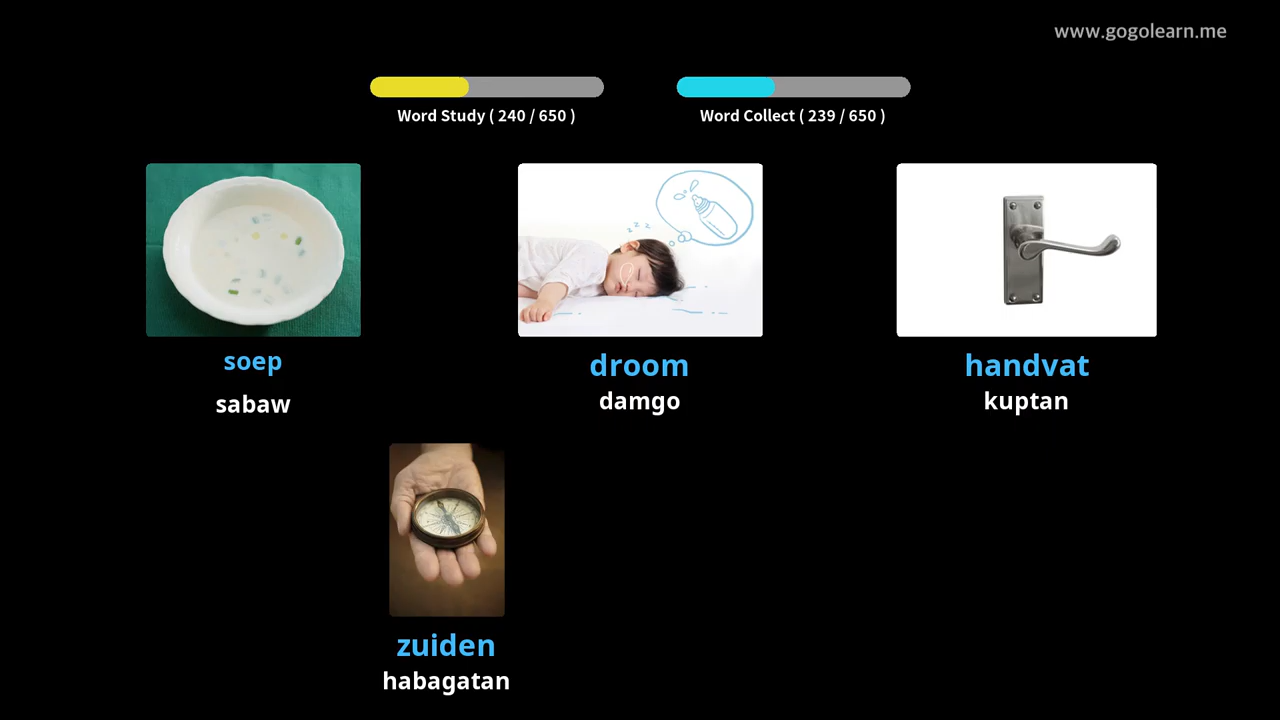 www.gogolearn.me
Word Study ( 240 / 650 )
Word Collect ( 239 / 650 )
soep
sabaw
droom
damgo
handvat
kuptan
zuiden
habagatan